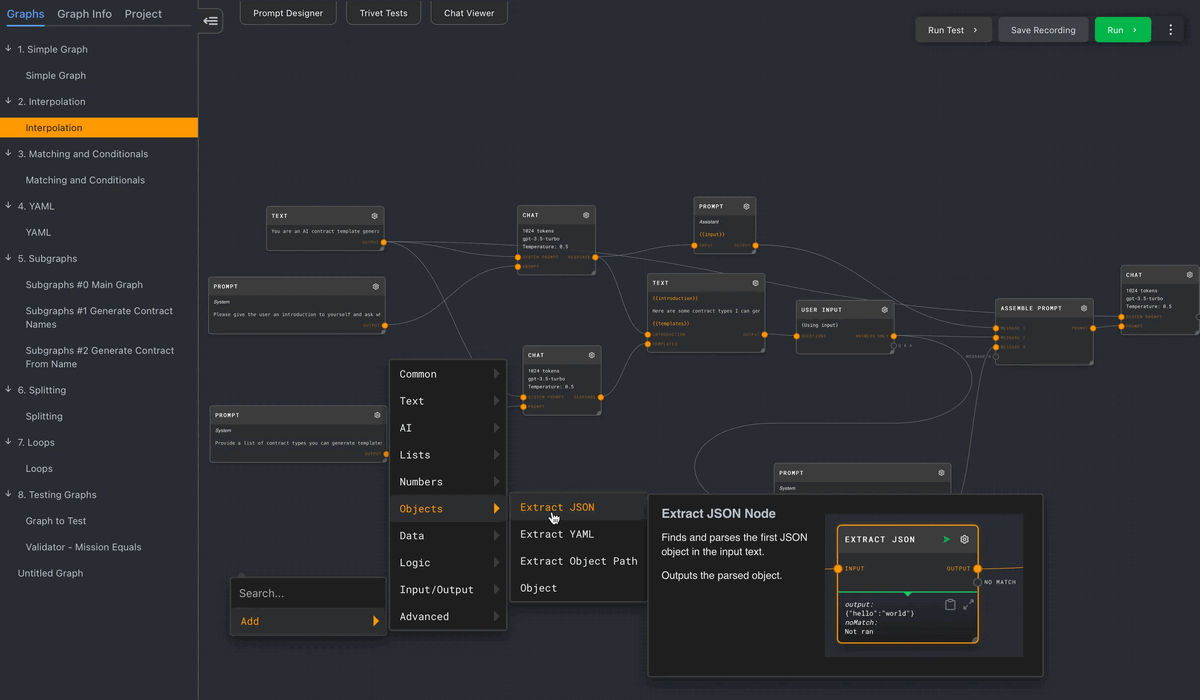 Graphs Graph Info Project
Prompt Designer
Trivet Tests
Chat Viewer
Run Test
Save Recording
Run
1. Simple Graph
Simple Graph
2. Interpolation
Interpolation
3. Matching and Conditionals
Matching and Conditionals
4. YAML
YAML
5. Subgraphs
Subgraphs #0 Main Graph
Subgraphs #1 Generate Contract
Names
Subgraphs #2 Generate Contract
From Name
6. Splitting
Splitting
7. Loops
Loops
8. Testing Graphs
Graph to Test
Validator - Mission Equals
Untitled Graph
TEXT
You are an AI contract template generi
OUTPUT
PROMPT
System
Please give the user an introduction to yourself and ask w
OUTPUT
PROMPT
System
Provide a list of contract types you can generate template
OUTPUT
CHAT
1024 tokens
gpt-3.5-turbo
Temperature: 0.5
SYSTEM PROMPT RESPONSE
PROMPT
CHAT
1024 tokens
gpt-3.5-turbo
Temperature: 0.5
SYSTEM PROMPT RESPONSE
PROMPT
PROMPT
Assistant
{{input}}
INPUT OUTPUT
TEXT
{{introduction}}
Here are some contract types I can ger
{{templates}}
INTRODUCTION OUTPUT
TEMPLATES
USER INPUT
(Using input)
QUESTIONS ANSWERS ONLY
Q & A
ASSEMBLE PROMPT
MESSAGE 1 PROMPT
MESSAGE 2
MESSAGE 3
MESSAGE 4
CHAT
1024 tokens
gpt-3.5-turbo
Temperature: 0.5
SYSTEM PROMPT
PROMPT
PROMPT
System
Search...
Add
Common
Text
AI
Lists
Numbers
Objects
Data
Logic
Input/Output
Advanced
Extract JSON
Extract YAML
Extract Object Path
Object
Extract JSON Node
Finds and parses the first JSON
object in the input text.
Outputs the parsed object.
EXTRACT JSON
INPUT OUTPUT
NO MATCH
output:
{"hello":"world"}
noMatch:
Not ran